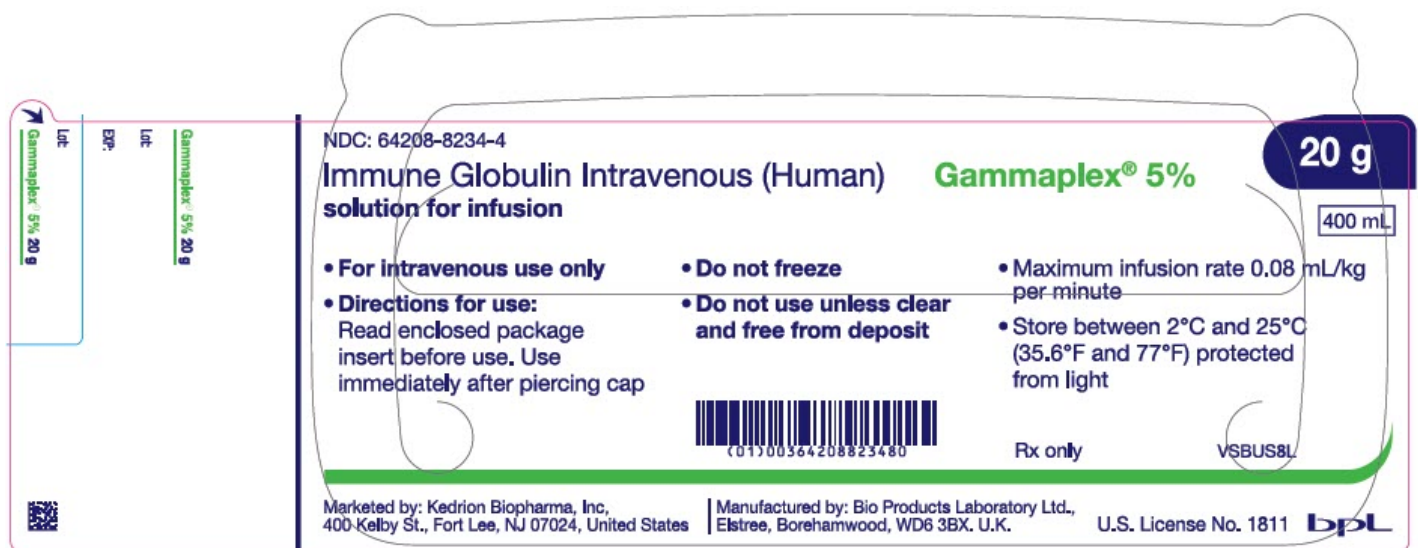 Gammaplex® 5% 20 g
Lot:
EXP.
Lot:
Gammaplex® 5% 20 g
NDC: 64208-8234-4
Immune Globulin Intravenous (Human)
solution for infusion
Gammaplex® 5%
20 g
400 mL
• For intravenous use only
• Directions for use:
Read enclosed package
insert before use. Use
immediately after piercing cap
• Do not freeze
• Do not use unless clear
and free from deposit
• Maximum infusion rate 0.08 mL/kg
per minute
• Store between 2°C and 25°C
(35.6°F and 77°F) protected
from light
(01)00364208823480
Rx only
VSBUS8L
Marketed by: Kedrion Biopharma, Inc,
400 Kelby St., Fort Lee, NJ 07024, United States
Manufactured by: Bio Products Laboratory Ltd.,
Elstree, Borehamwood, WD6 3BX. U.K.
U.S. License No. 1811
bpl